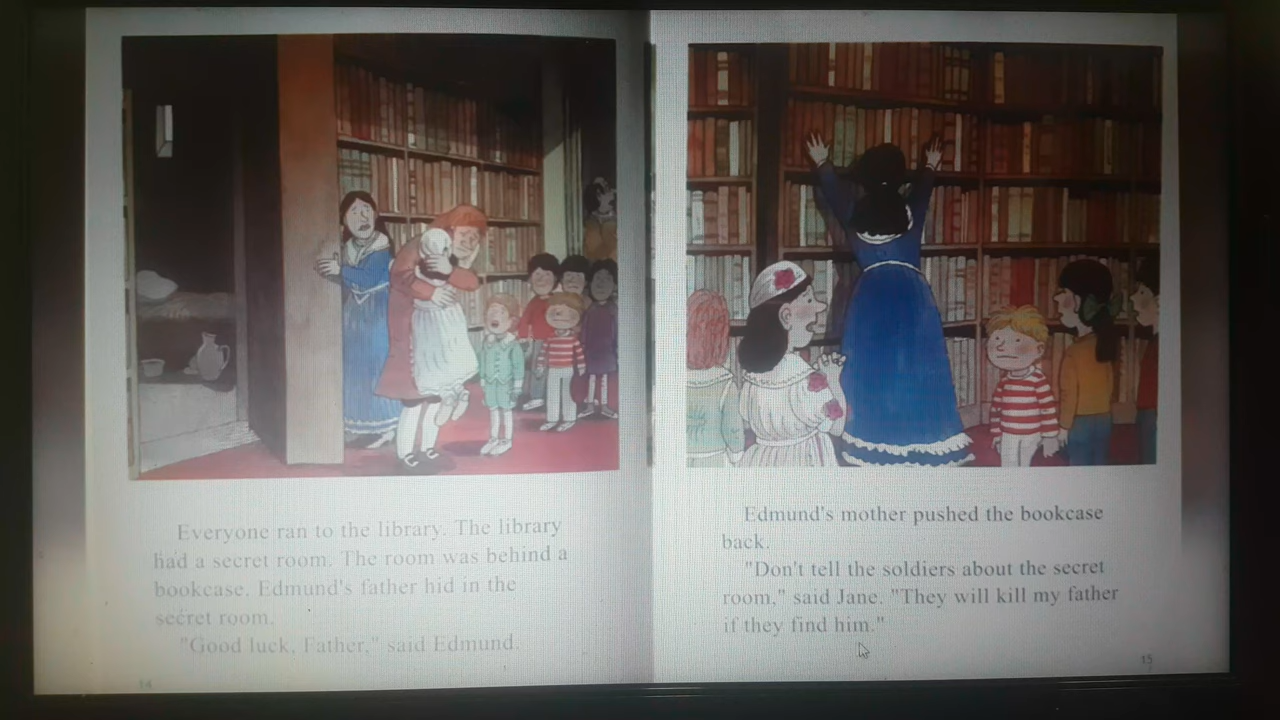 Everyone ran to the library. The library
had a secret room. The room was behind a
bookcase. Edmund's father hid in the
secret room.
"Good luck, Father," said Edmund.
14
Edmund's mother pushed the bookcase
back.
"Don't tell the soldiers about the secret
room," said Jane. "They will kill my father
if they find him."
15